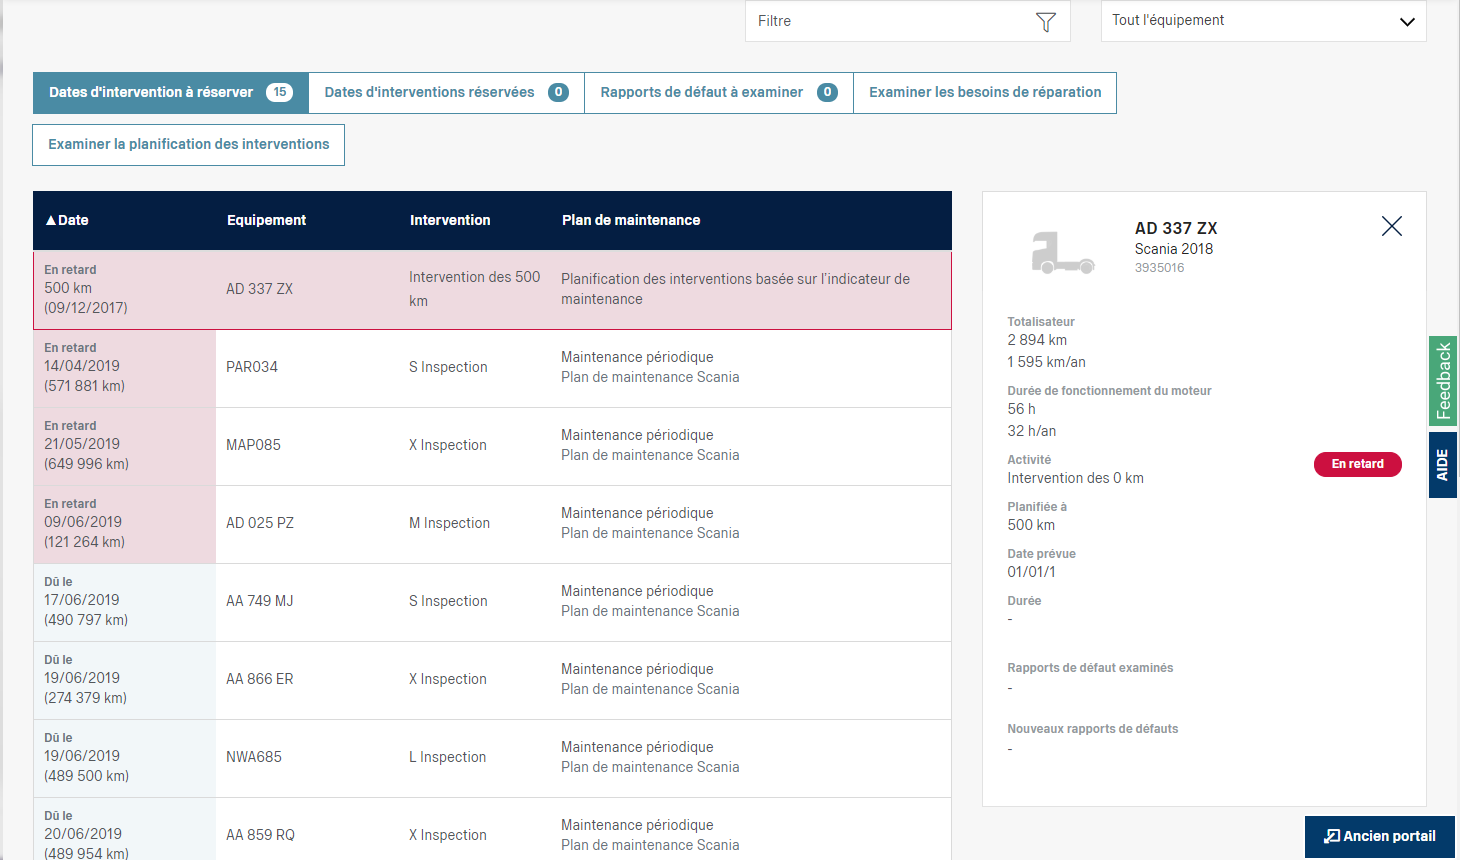 Filtre
Tout l'équipement
Dates d'intervention à réserver 15
Dates d'interventions réservées 0
Rapports de défaut à examiner 0
Examiner les besoins de réparation
Examiner la planification des interventions
▲Date Equipement Intervention Plan de maintenance
En retard
500 km
(09/12/2017)
AD 337 ZX
Intervention des 500
km
Planification des interventions basée sur l'indicateur de
maintenance
En retard
14/04/2019
(571 881 km)
PAR034
S Inspection
Maintenance périodique
Plan de maintenance Scania
En retard
21/05/2019
(649 996 km)
MAP085
X Inspection
Maintenance périodique
Plan de maintenance Scania
En retard
09/06/2019
(121 264 km)
AD 025 PZ
M Inspection
Maintenance périodique
Plan de maintenance Scania
Dû le
17/06/2019
(490 797 km)
AA 749 MJ
S Inspection
Maintenance périodique
Plan de maintenance Scania
Dû le
19/06/2019
(274 379 km)
AA 866 ER
X Inspection
Maintenance périodique
Plan de maintenance Scania
Dû le
19/06/2019
(489 500 km)
NWA685
L Inspection
Maintenance périodique
Plan de maintenance Scania
Dû le
20/06/2019
(489 954 km)
AA 859 RQ
X Inspection
Maintenance périodique
Plan de maintenance Scania
AD 337 ZX
Scania 2018
3935016
Totalisateur
2 894 km
1 595 km/an
Durée de fonctionnement du moteur
56 h
32 h/an
Activité
Intervention des 0 km
En retard
Planifiée à
500 km
Date prévue
01/01/1
Durée
-
Rapports de défaut examinés
-
Nouveaux rapports de défauts
-
Feedback
AIDE
Ancien portail